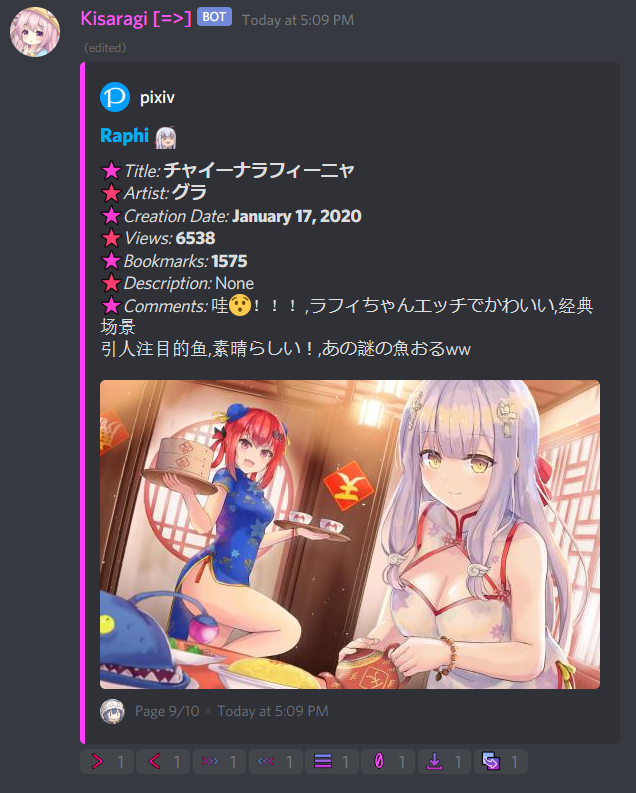 Kisaragi [=>] BOT Today at 5:09 PM
(edited)
pixiv
Raphi
Title: チャイーナラフィーニャ
Artist: グラ
Creation Date: January 17, 2020
Views: 6538
Bookmarks: 1575
Description: None
Comments: 哇😲！！！,ラフィちゃんエッチでかわいい,经典
场景
引人注目的鱼,素晴らしい！,あの謎の魚おるww
Page 9/10 • Today at 5:09 PM
1 1 1 1 1 1 1 1